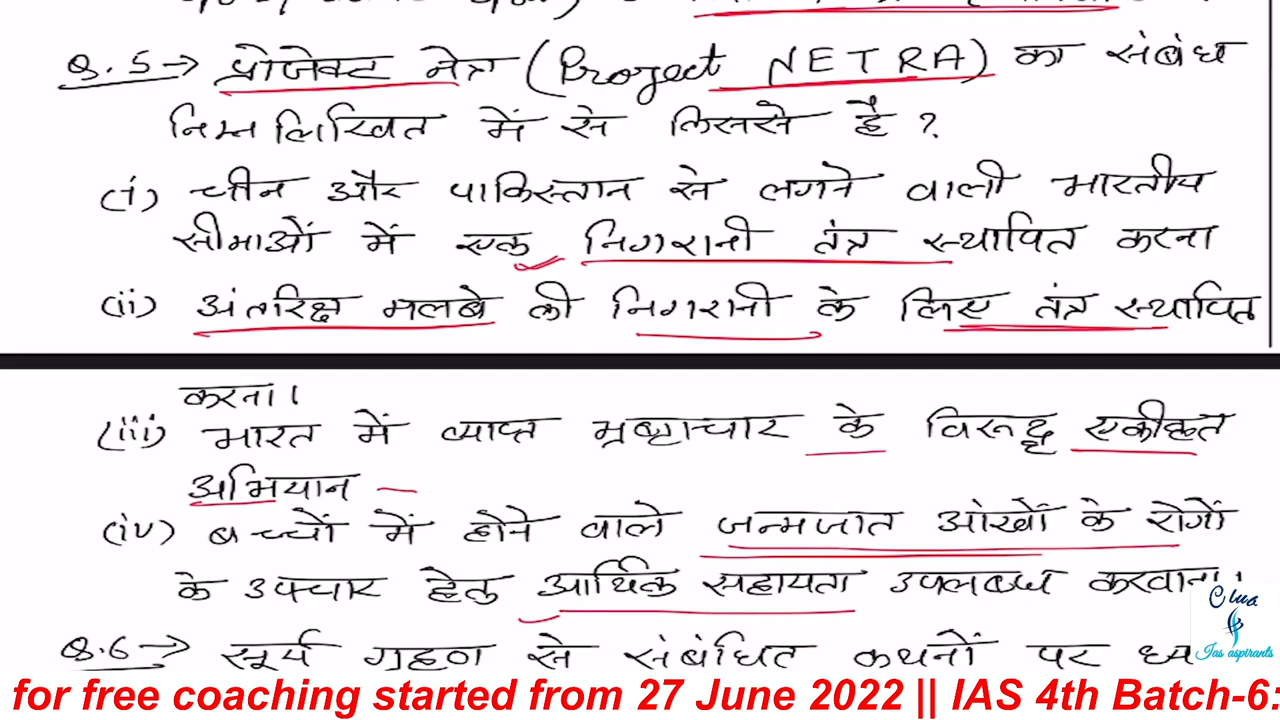 Q.5→ प्रोजेक्ट नेत्रा (Project NETRA) का संबंध
निम्नलिखित में से किससे है ?
(i) चीन और पाकिस्तान से लगने वाली भारतीय
सीमाओं में एक निगरानी तंत्र स्थापित करना
(ii) अंतरिक्ष मलबे की निगरानी के लिए तंत्र स्थापित
करना।
(iii) भारत में व्याप्त भ्रष्टाचार के विरूद्ध एकीकृत
अभियान
(iv) बच्चों में होने वाले जन्मजात आंखों के रोगों
के उपचार हेतु आर्थिक सहायता उपलब्ध करवाना।
Clue
Ias aspirants
Q.6→ सूर्य ग्रहण से संबंधित कथनों पर ध्य
for free coaching started from 27 June 2022 || IAS 4th Batch-6: